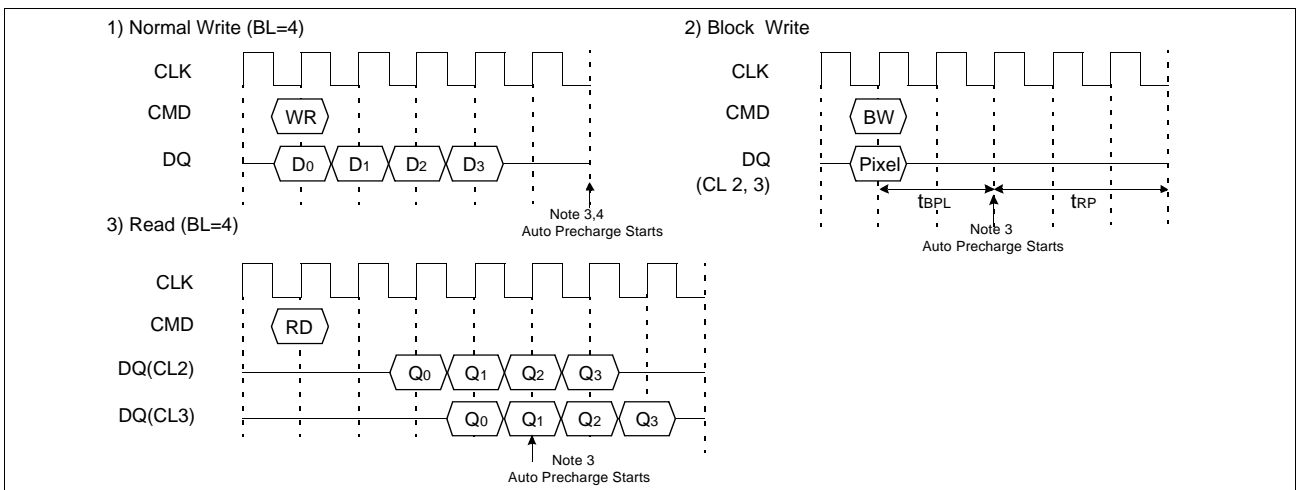 1) Normal Write (BL=4)
CLK
CMD
WR
DQ
D0 D1 D2 D3
Note 3,4
Auto Precharge Starts
2) Block Write
CLK
CMD
BW
DQ
(CL 2, 3)
Pixel
tBPL tRP
Note 3
Auto Precharge Starts
3) Read (BL=4)
CLK
CMD
RD
DQ(CL2)
Q0 Q1 Q2 Q3
DQ(CL3)
Q0 Q1 Q2 Q3
Note 3
Auto Precharge Starts